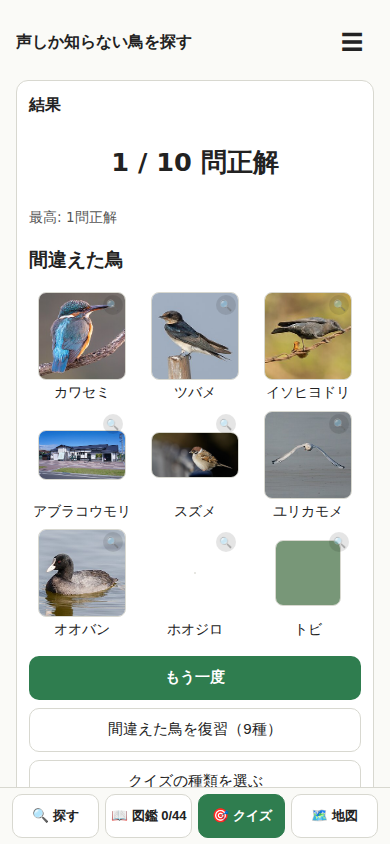 声しか知らない鳥を探す
結果
1 / 10 問正解
最高: 1問正解
間違えた鳥
カワセミ
ツバメ
イソヒヨドリ
アブラコウモリ
スズメ
ユリカモメ
オオバン
ホオジロ
トビ
もう一度
間違えた鳥を復習（9種）
クイズの種類を選ぶ
探す
図鑑 0/44
クイズ
地図